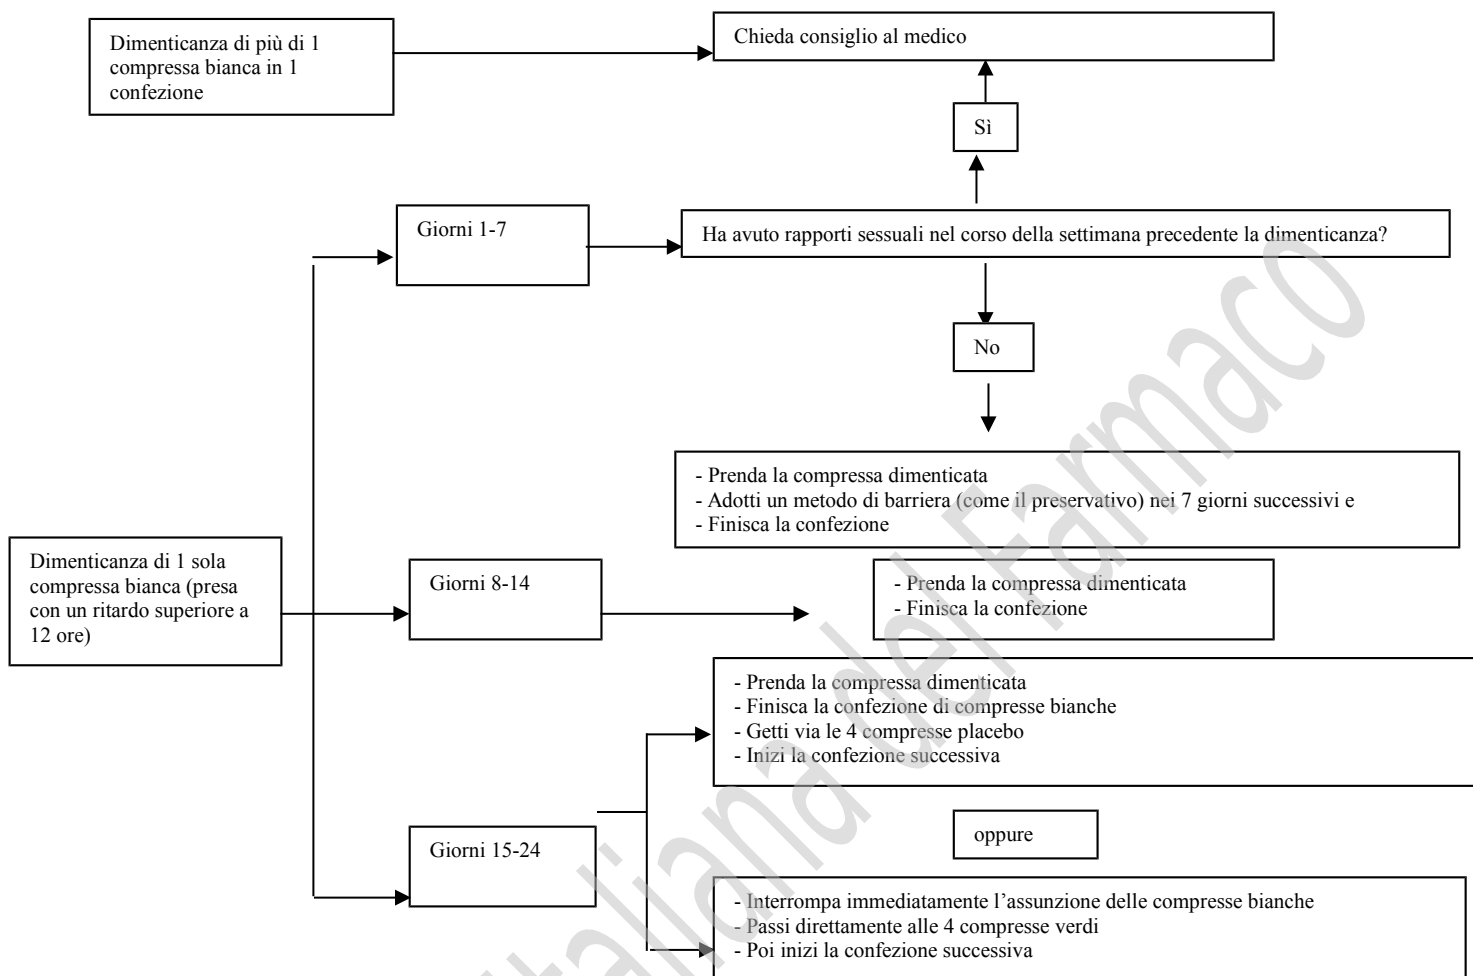 Dimenticanza di più di 1
compressa bianca in 1
confezione
Chieda consiglio al medico
Sì
Giorni 1-7
Ha avuto rapporti sessuali nel corso della settimana precedente la dimenticanza?
No
- Prenda la compressa dimenticata
- Adotti un metodo di barriera (come il preservativo) nei 7 giorni successivi e
- Finisca la confezione
Dimenticanza di 1 sola
compressa bianca (presa
con un ritardo superiore a
12 ore)
Giorni 8-14
- Prenda la compressa dimenticata
- Finisca la confezione
- Prenda la compressa dimenticata
- Finisca la confezione di compresse bianche
- Getti via le 4 compresse placebo
- Inizi la confezione successiva
Giorni 15-24
oppure
- Interrompa immediatamente l’assunzione delle compresse bianche
- Passi direttamente alle 4 compresse verdi
- Poi inizi la confezione successiva
italiana del Farmaco